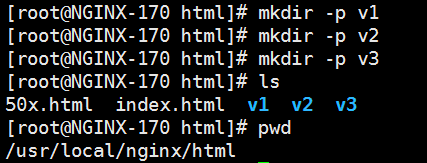 [root@NGINX-170 html]# mkdir -p v1
[root@NGINX-170 html]# mkdir -p v2
[root@NGINX-170 html]# mkdir -p v3
[root@NGINX-170 html]# ls
50x.html  index.html  v1  v2  v3
[root@NGINX-170 html]# pwd
/usr/local/nginx/html